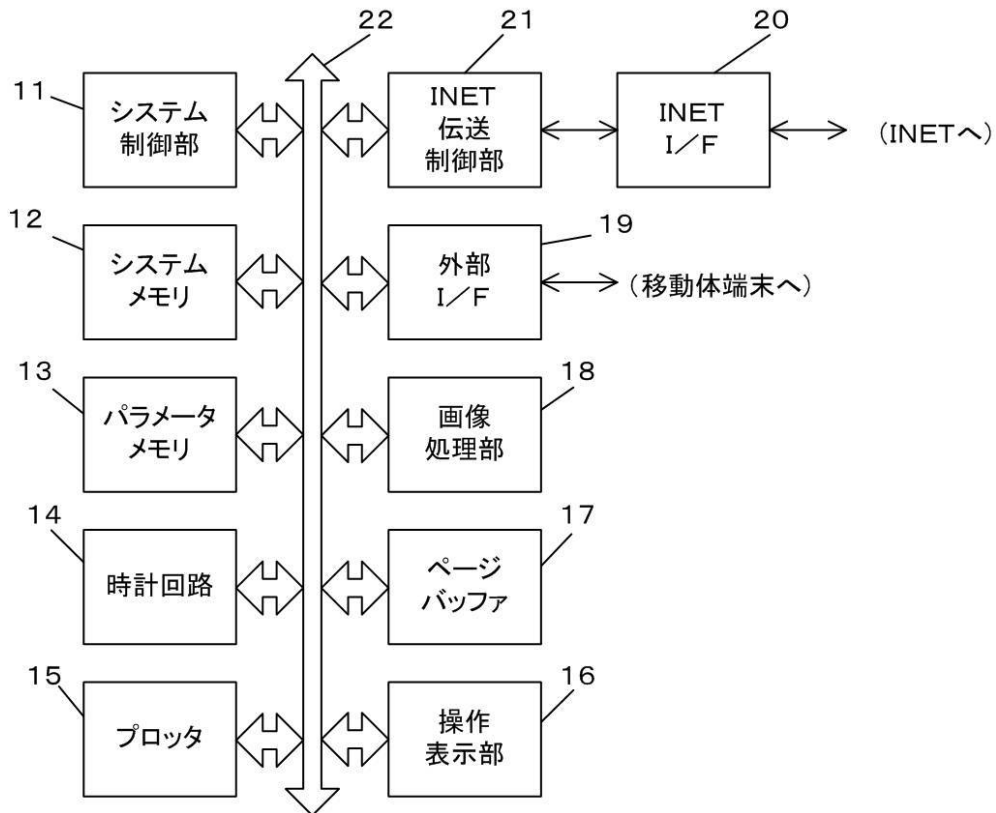 22
21
20
11
システム
制御部
INET
伝送
制御部
INET
I／F
(INETへ)
12
システム
メモリ
19
外部
I／F
(移動体端末へ)
13
パラメータ
メモリ
18
画像
処理部
14
時計回路
17
ページ
バッファ
15
プロッタ
16
操作
表示部